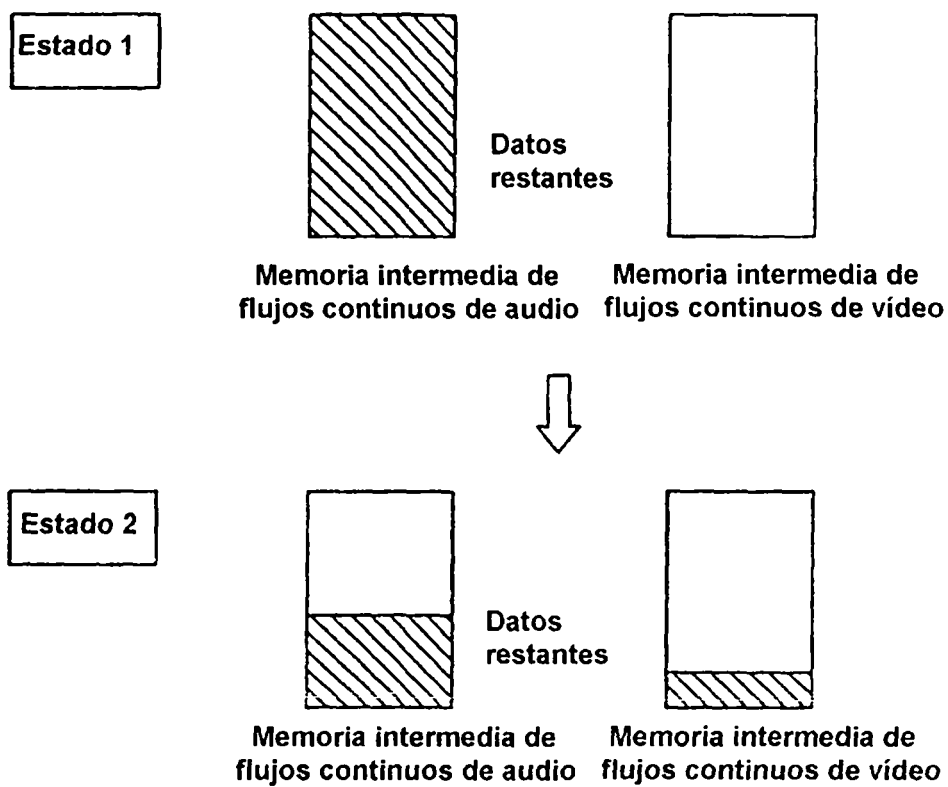 Estado 1
Datos
restantes
Memoria intermedia de
flujos continuos de audio
Memoria intermedia de
flujos continuos de vídeo
Estado 2
Datos
restantes
Memoria intermedia de
flujos continuos de audio
Memoria intermedia de
flujos continuos de vídeo